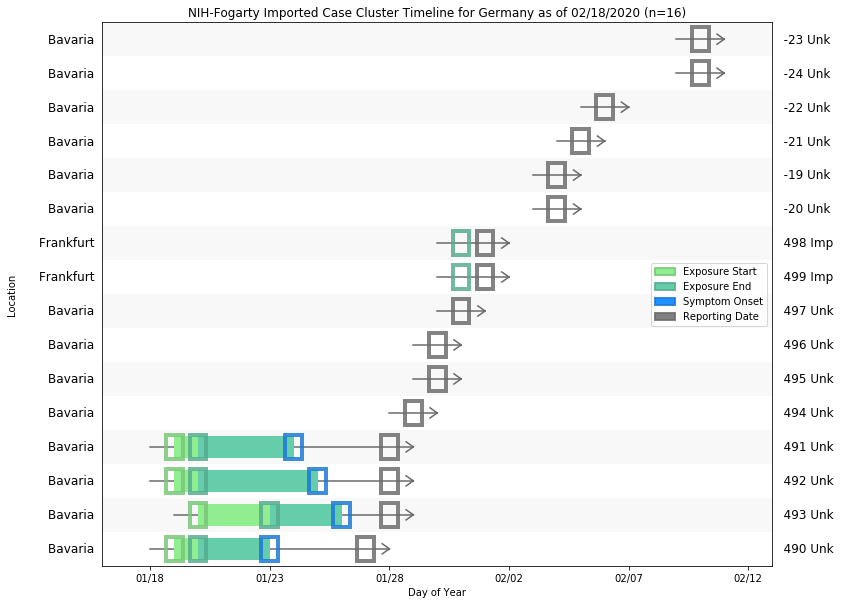 NIH-Fogarty Imported Case Cluster Timeline for Germany as of 02/18/2020 (n=16)
Bavaria -23 Unk
Bavaria -24 Unk
Bavaria -22 Unk
Bavaria -21 Unk
Bavaria -19 Unk
Bavaria -20 Unk
Frankfurt 498 Imp
Frankfurt 499 Imp
Bavaria 497 Unk
Bavaria 496 Unk
Bavaria 495 Unk
Bavaria 494 Unk
Bavaria 491 Unk
Bavaria 492 Unk
Bavaria 493 Unk
Bavaria 490 Unk
Location
Exposure Start
Exposure End
Symptom Onset
Reporting Date
01/18 01/23 01/28 02/02 02/07 02/12
Day of Year